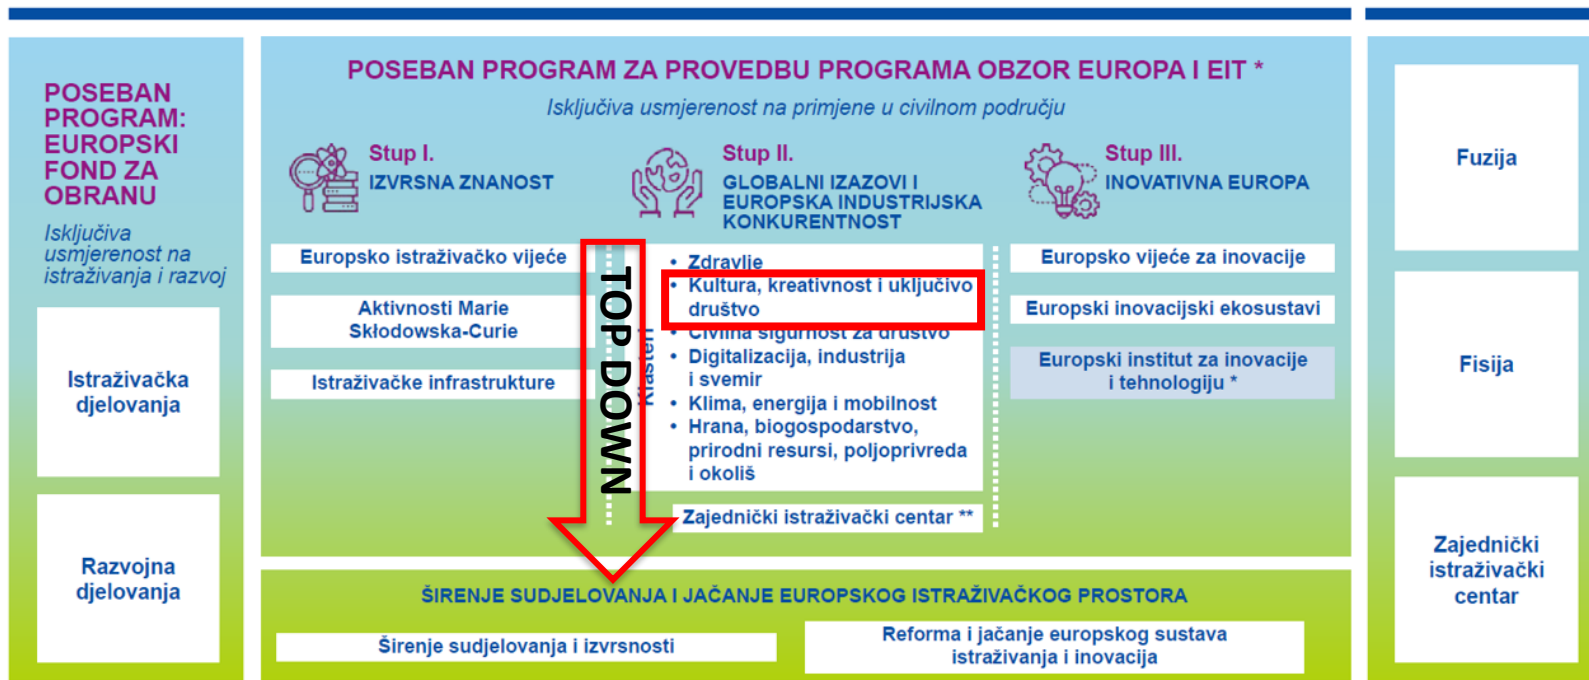 POSEBAN
PROGRAM:
EUROPSKI
FOND ZA
OBRANU
Isključiva
usmjerenost na
istraživanja i razvoj
Istraživačka
djelovanja
Razvojna
djelovanja
POSEBAN PROGRAM ZA PROVEDBU PROGRAMA OBZOR EUROPA I EIT *
Isključiva usmjerenost na primjene u civilnom području
Stup I.
IZVRSNA ZNANOST
Europsko istraživačko vijeće
Aktivnosti Marie
Skłodowska-Curie
Istraživačke infrastrukture
TOP DOWN
Stup II.
GLOBALNI IZAZOVI I
EUROPSKA INDUSTRIJSKA
KONKURENTNOST
Klasteri
• Zdravlje
• Kultura, kreativnost i uključivo
društvo
• Civilna sigurnost za društvo
• Digitalizacija, industrija
i svemir
• Klima, energija i mobilnost
• Hrana, biogospodarstvo,
prirodni resursi, poljoprivreda
i okoliš
Zajednički istraživački centar **
Stup III.
INOVATIVNA EUROPA
Europsko vijeće za inovacije
Europski inovacijski ekosustavi
Europski institut za inovacije
i tehnologiju *
ŠIRENJE SUDJELOVANJA I JAČANJE EUROPSKOG ISTRAŽIVAČKOG PROSTORA
Širenje sudjelovanja i izvrsnosti
Reforma i jačanje europskog sustava
istraživanja i inovacija
Fuzija
Fisija
Zajednički
istraživački
centar